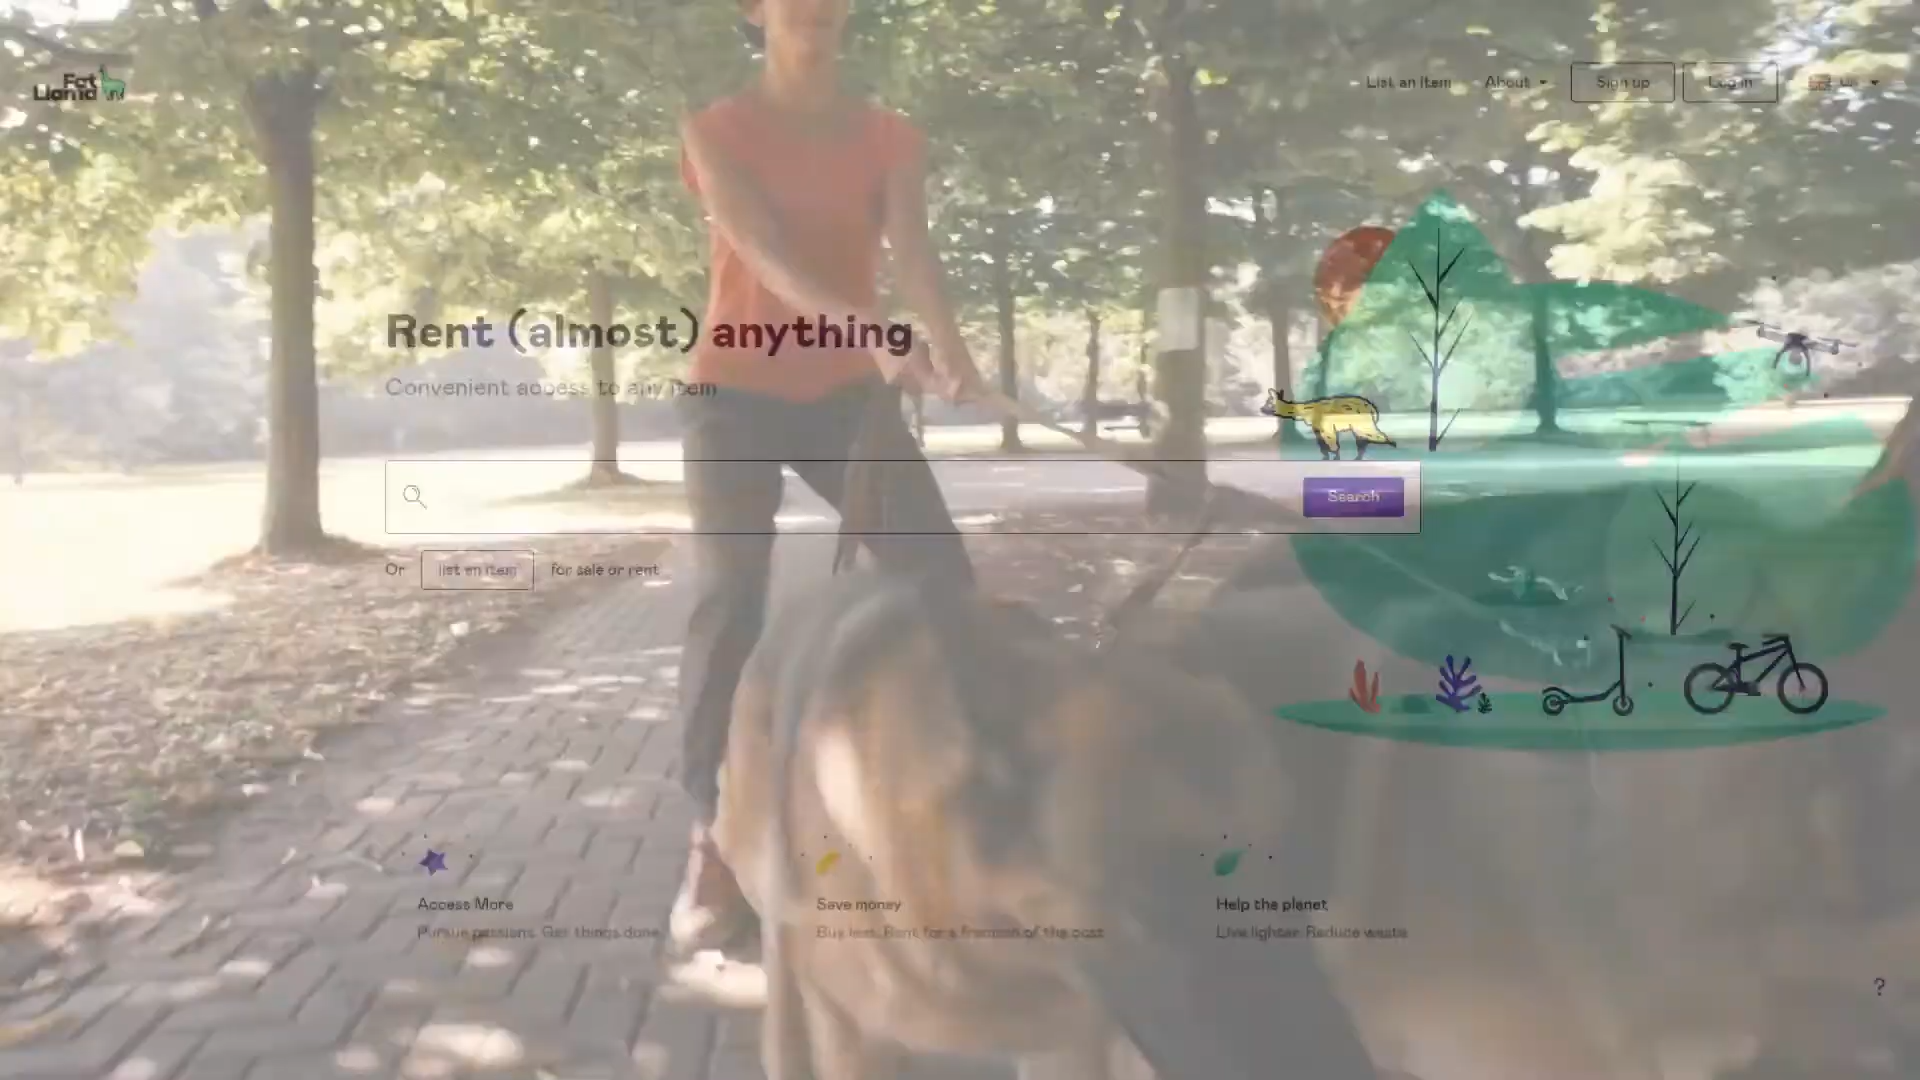 Fat
Llama
List an Item
About
Sign up
Log in
Rent (almost) anything
Convenient access to any item
Search
Or list an item for sale or rent
Access More
Pursue passions. Get things done
Save money
Buy less. Rent for a fraction of the cost
Help the planet
Live lighter. Reduce waste
?